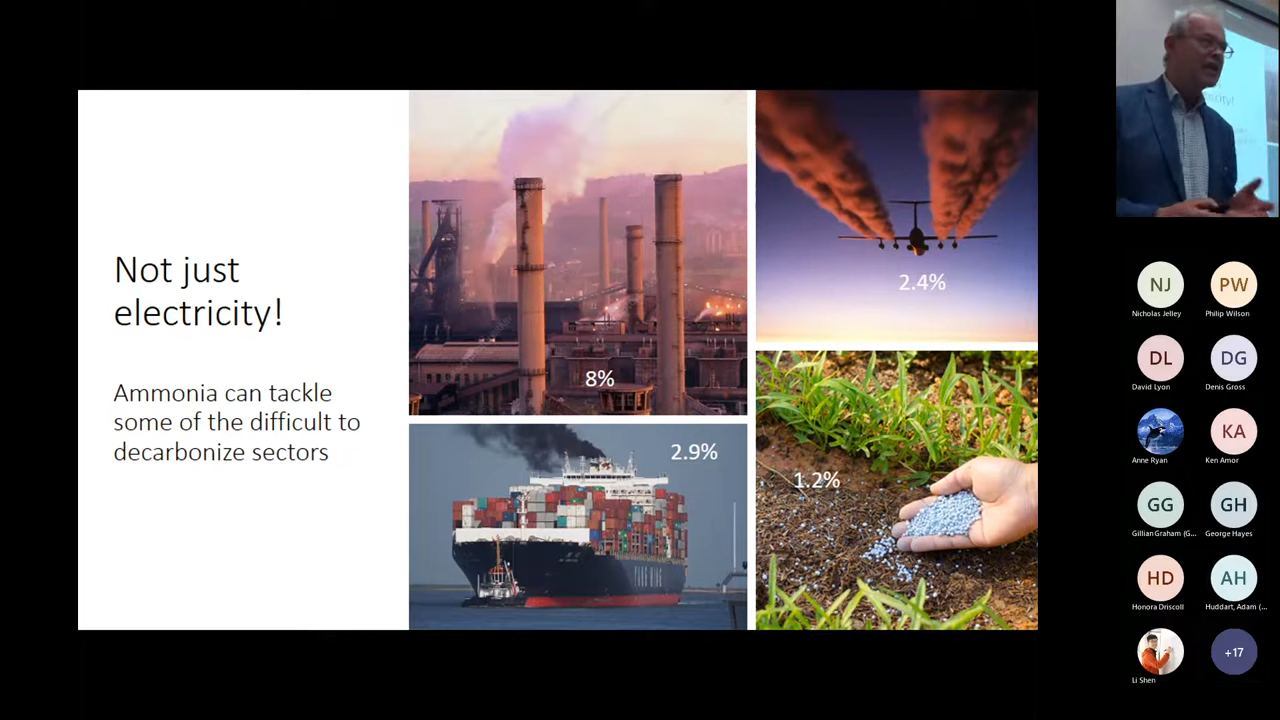 Not just
electricity!
Ammonia can tackle
some of the difficult to
decarbonize sectors
8%
2.4%
2.9%
1.2%
NJ
PW
Nicholas Jelley
Philip Wilson
DL
DG
David Lyon
Denis Gross
KA
Anne Ryan
Ken Amor
GG
GH
Gillian Graham (G...
George Hayes
HD
AH
Honora Driscoll
Huddart, Adam (...
+17
Li Shen